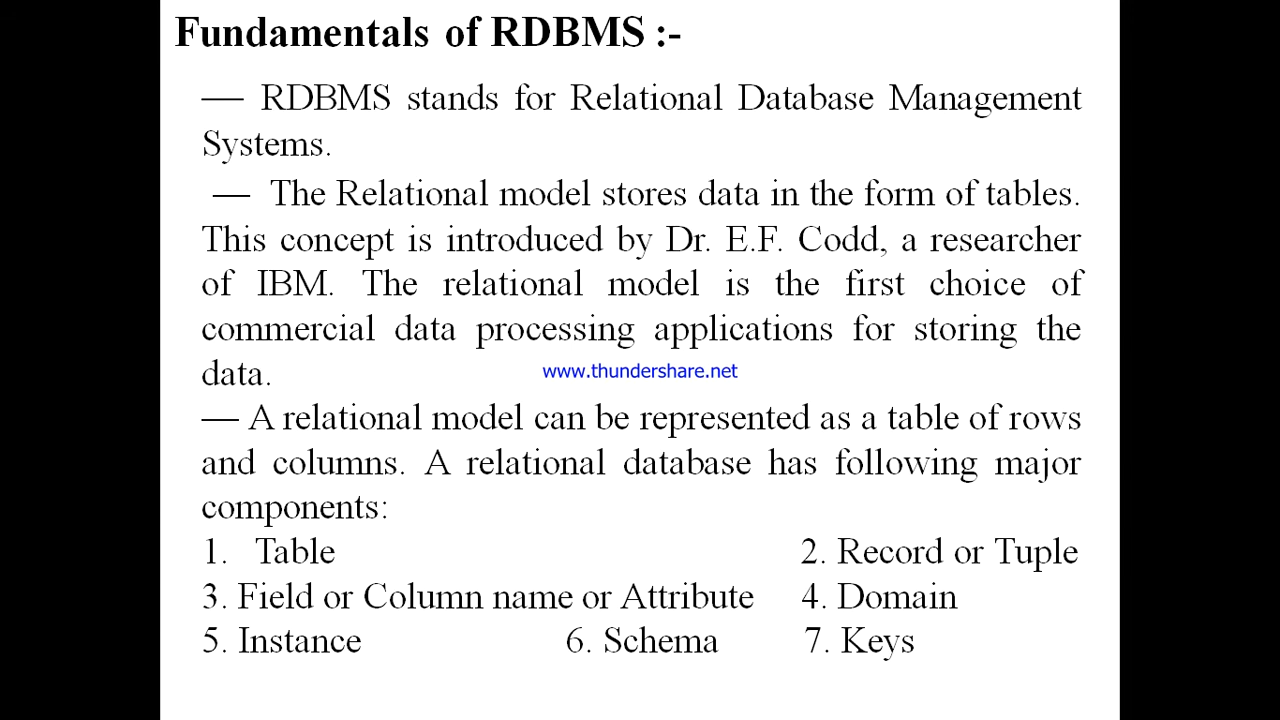 Fundamentals of RDBMS :-
— RDBMS stands for Relational Database Management
Systems.
— The Relational model stores data in the form of tables.
This concept is introduced by Dr. E.F. Codd, a researcher
of IBM. The relational model is the first choice of
commercial data processing applications for storing the
data.
www.thundershare.net
— A relational model can be represented as a table of rows
and columns. A relational database has following major
components:
1. Table 2. Record or Tuple
3. Field or Column name or Attribute 4. Domain
5. Instance 6. Schema 7. Keys